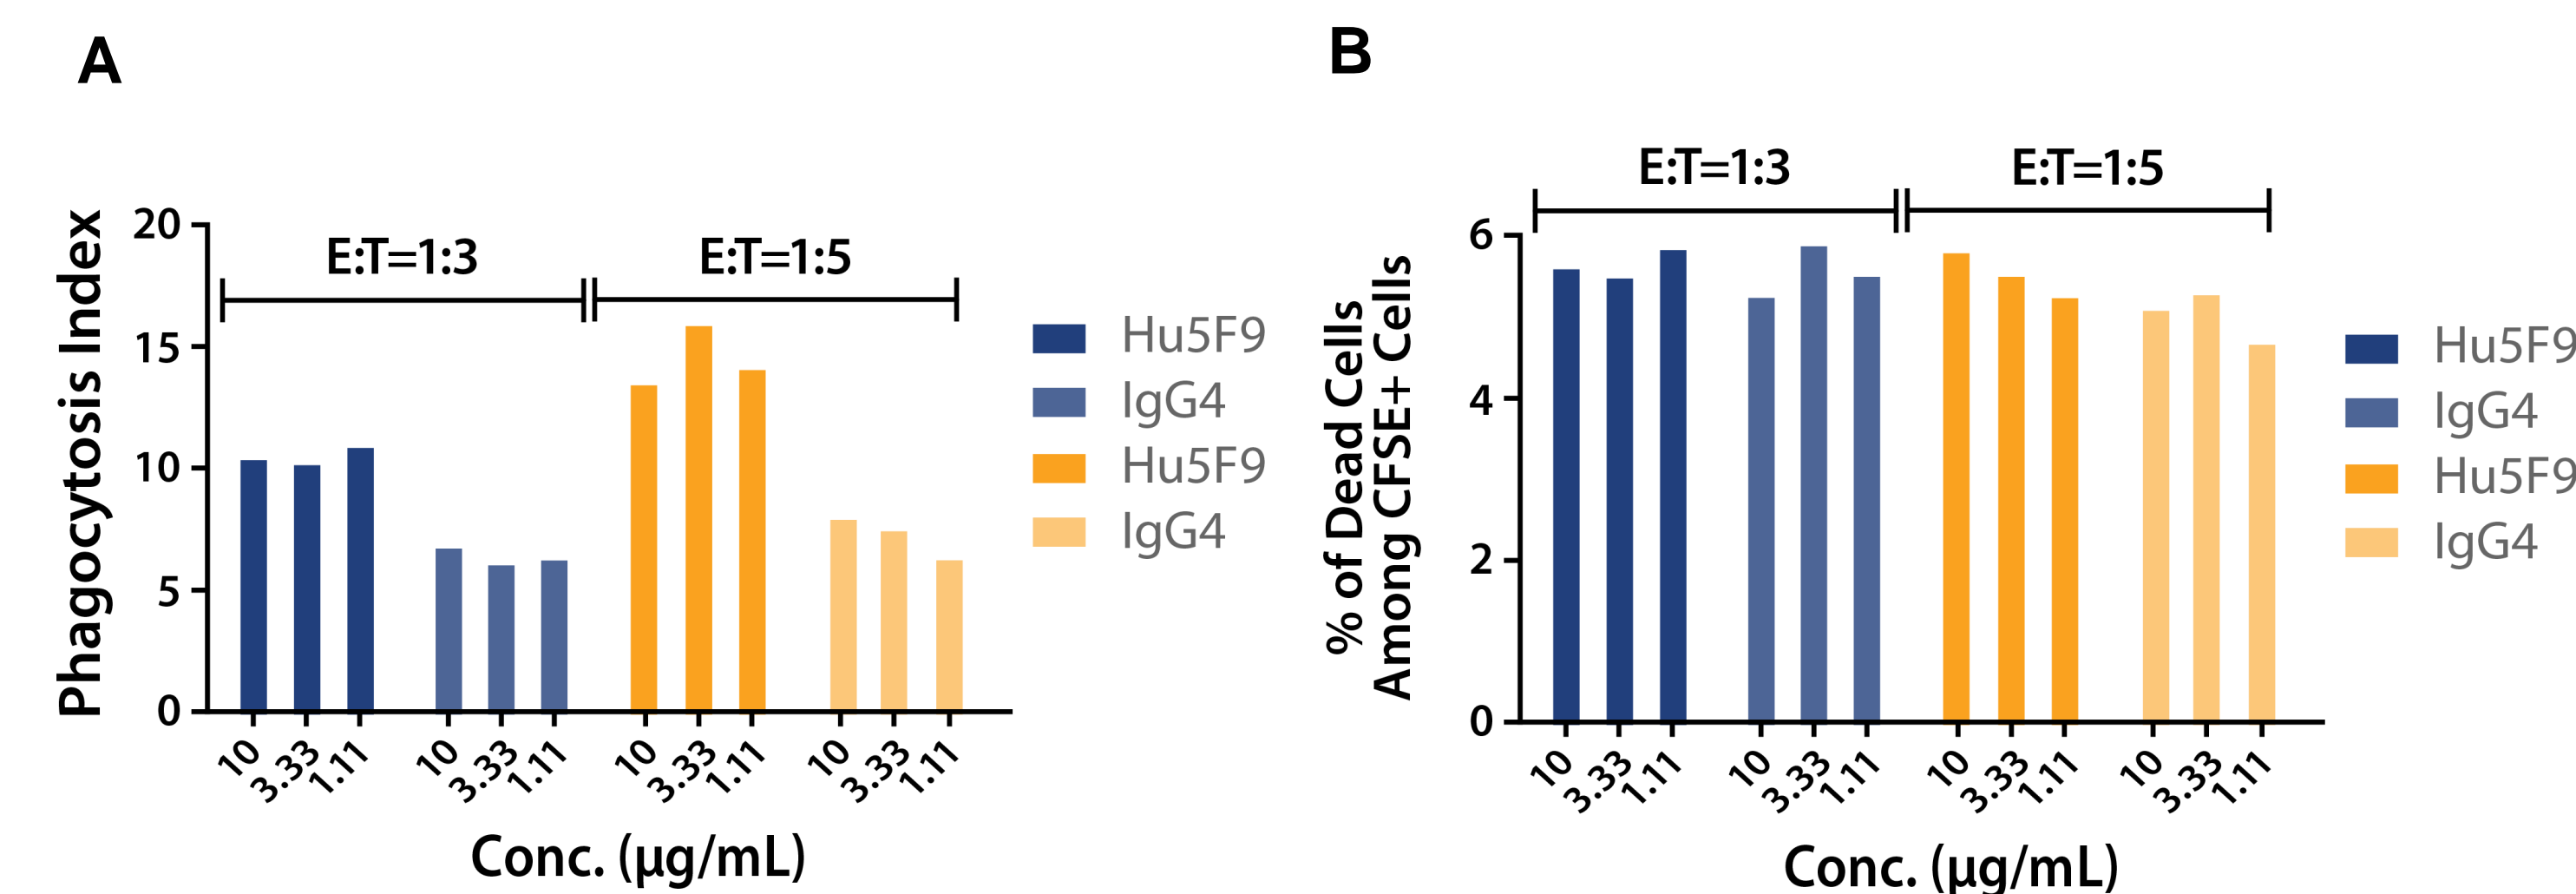 A
Phagocytosis Index
20
15
10
5
0
E:T=1:3
E:T=1:5
10
3.33
1.11
10
3.33
1.11
10
3.33
1.11
10
3.33
1.11
Conc. (μg/mL)
Hu5F9
IgG4
Hu5F9
IgG4
B
% of Dead Cells
Among CFSE+ Cells
6
4
2
0
E:T=1:3
E:T=1:5
10
3.33
1.11
10
3.33
1.11
10
3.33
1.11
10
3.33
1.11
Conc. (μg/mL)
Hu5F9
IgG4
Hu5F9
IgG4